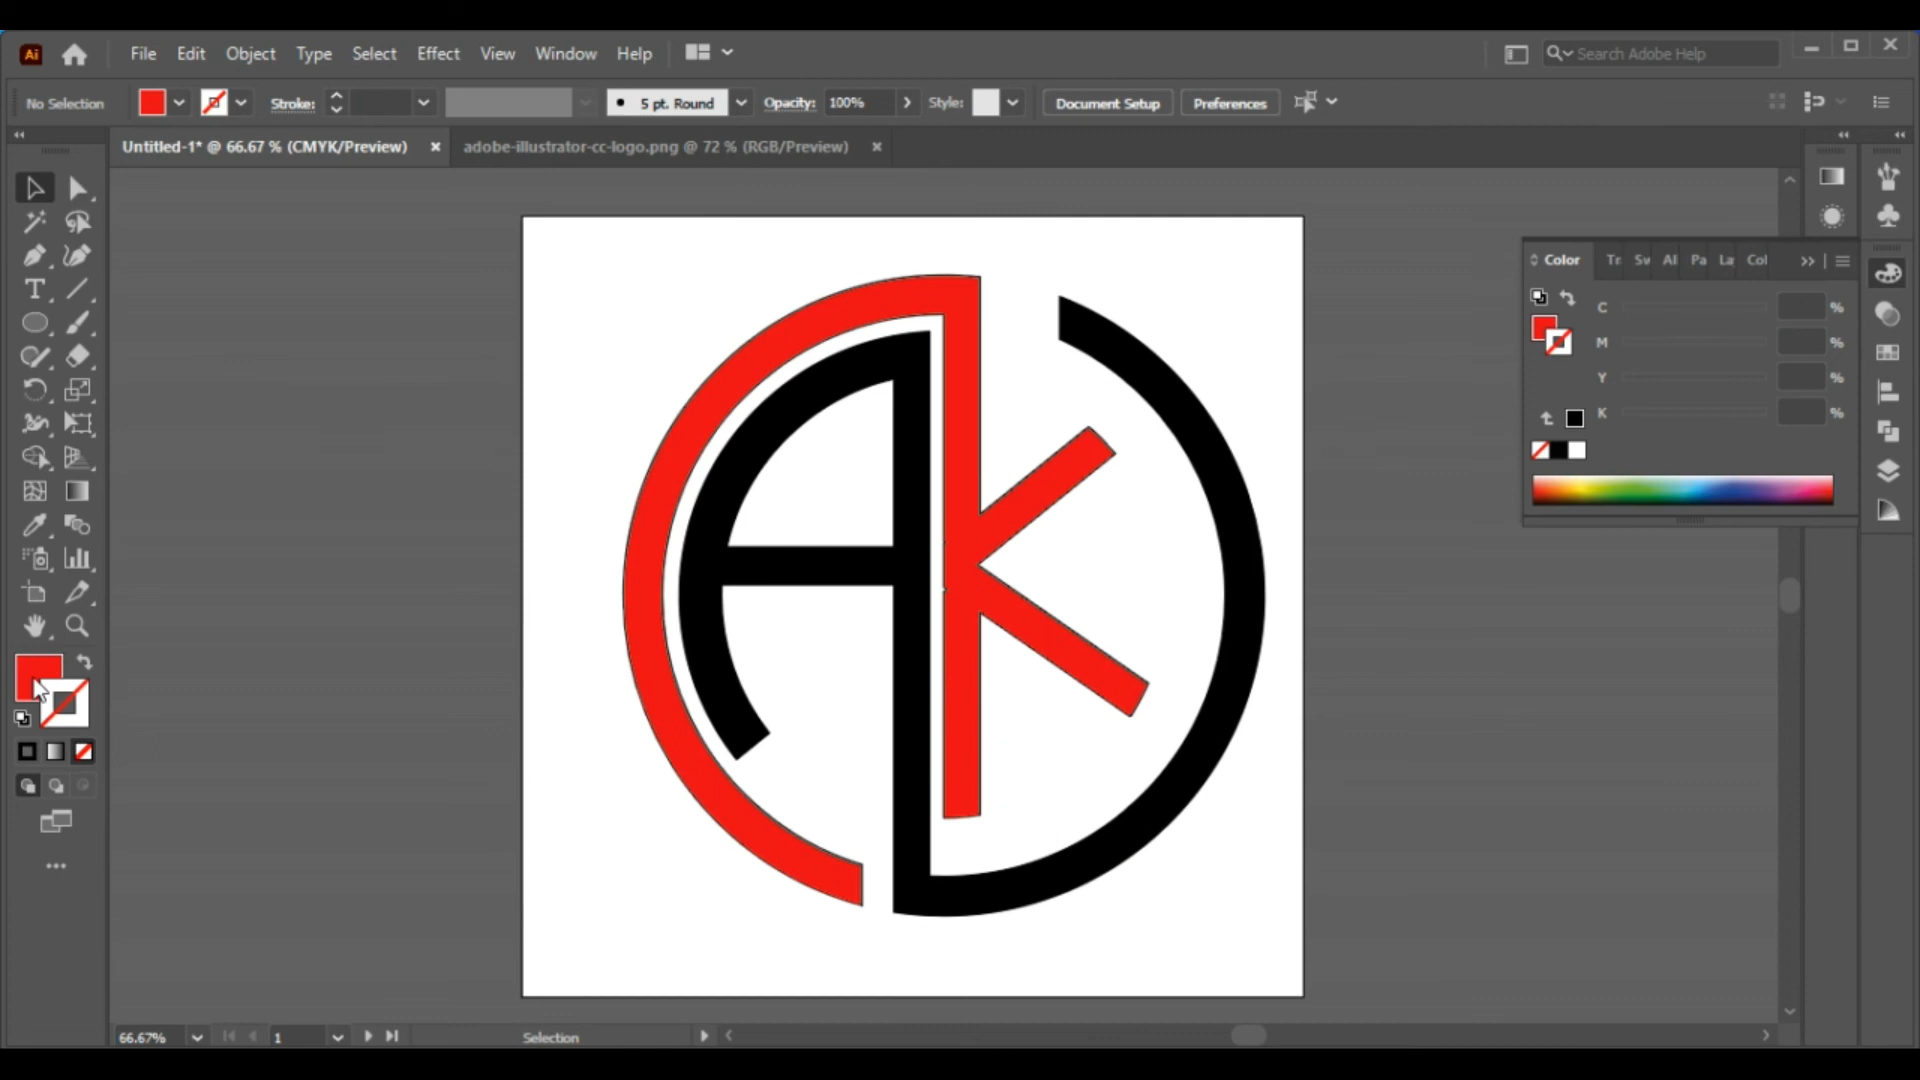 Ai File Edit Object Type Select Effect View Window Help Search Adobe Help
No Selection Stroke: 5 pt. Round Opacity: 100% Style: Document Setup Preferences
Untitled-1* @ 66.67 % (CMYK/Preview) × adobe-illustrator-cc-logo.png @ 72 % (RGB/Preview) ×
Color Tr Sw Al Pa La Col
C %
M %
Y %
K %
AK
66.67% 1 Selection